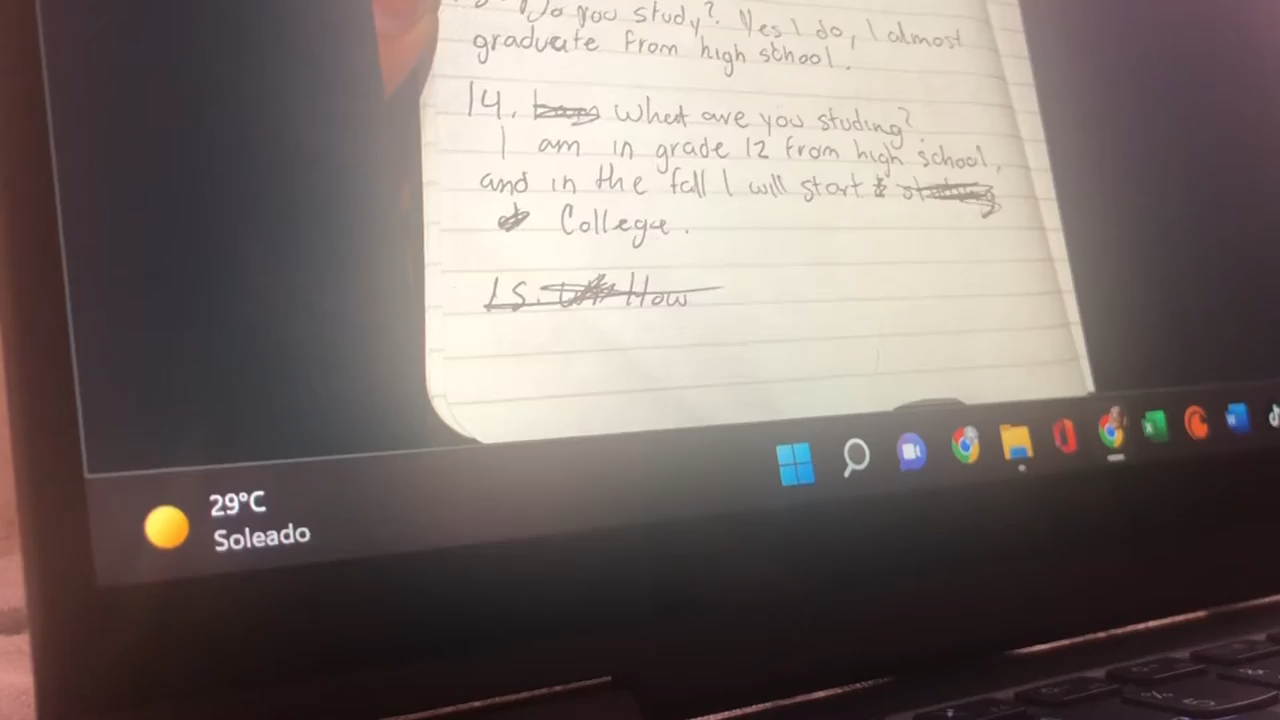 Do you study?. Yes I do, I almost
graduate from high school.
14. What are you studing?
I am in grade 12 from high school,
and in the fall I will start
College.
15. How
29°C
Soleado